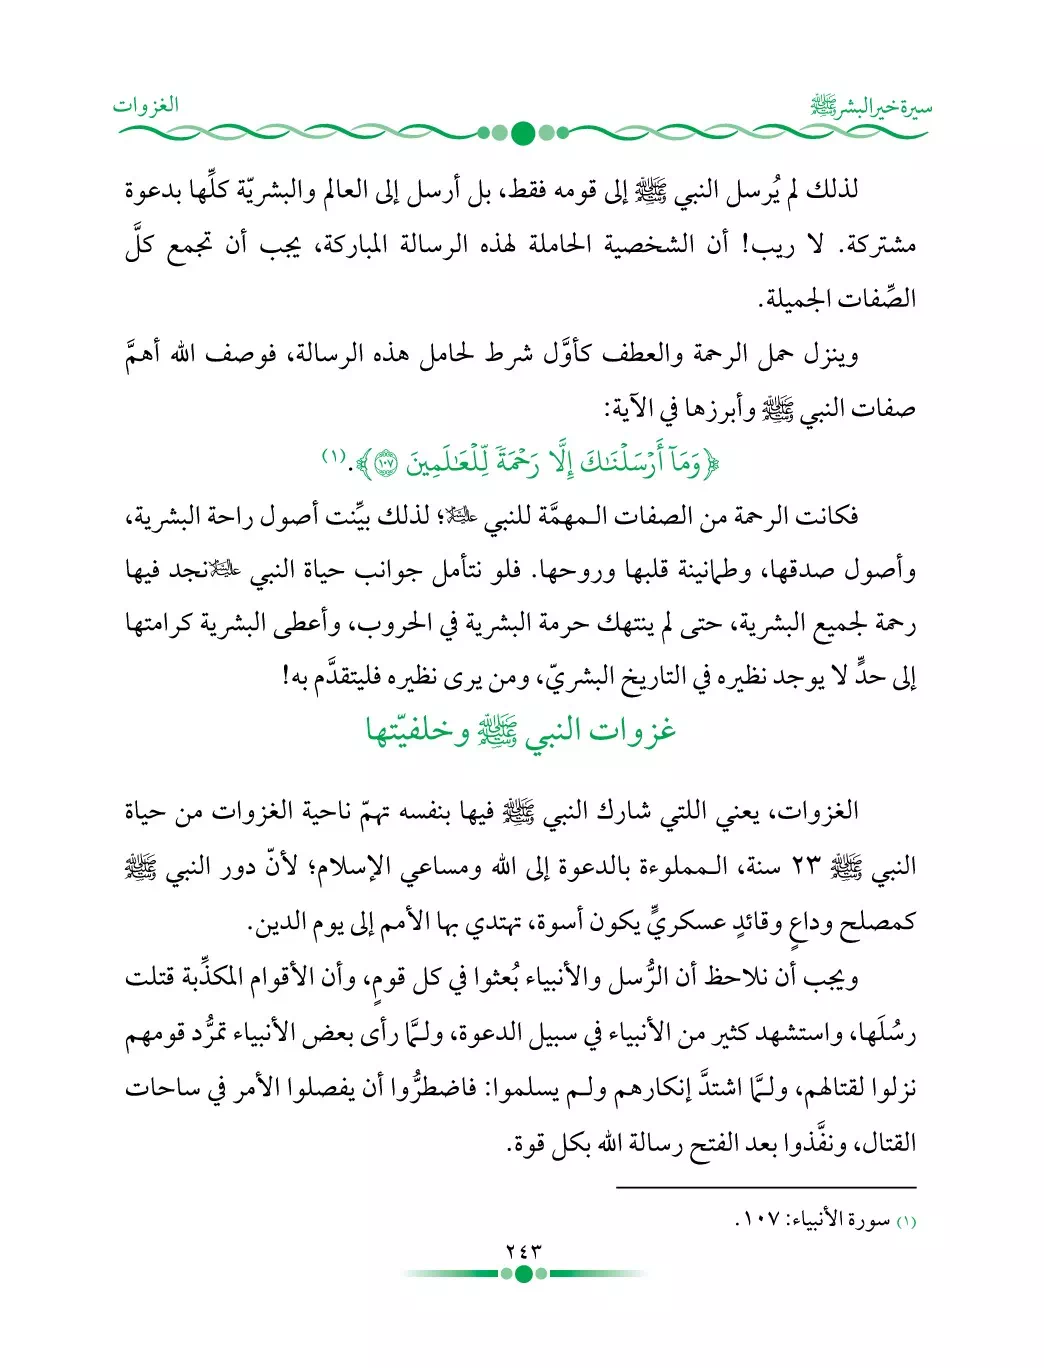 سيرة خير البشر ﷺ
الغزوات
لذلك لم يُرسل النبي ﷺ إلى قومه فقط، بل أرسل إلى العالم والبشريّة كلِّها بدعوة
مشتركة. لا ريب! أن الشخصية الحاملة لهذه الرسالة المباركة، يجب أن تجمع كلَّ
الصِّفات الجميلة.
وينزل حمل الرحمة والعطف كأوَّل شرط لحامل هذه الرسالة، فوصف الله أهمَّ
صفات النبي ﷺ وأبرزها في الآية:
﴿وَمَآ أَرۡسَلۡنَٰكَ إِلَّا رَحۡمَةٗ لِّلۡعَٰلَمِينَ ١٠٧﴾.(١)
فكانت الرحمة من الصفات الـمهمَّة للنبي عليه السلام؛ لذلك بيِّنت أصول راحة البشرية،
وأصول صدقها، وطمانينة قلبها وروحها. فلو نتأمل جوانب حياة النبي عليه السلام نجد فيها
رحمة لجميع البشرية، حتى لم ينتهك حرمة البشرية في الحروب، وأعطى البشرية كرامتها
إلى حدٍّ لا يوجد نظيره في التاريخ البشريّ، ومن يرى نظيره فليتقدَّم به!
غزوات النبي ﷺ وخلفيّتها
الغزوات، يعني اللتي شارك النبي ﷺ فيها بنفسه تهمّ ناحية الغزوات من حياة
النبي ﷺ ٢٣ سنة، الـمملوءة بالدعوة إلى الله ومساعي الإسلام؛ لأنّ دور النبي ﷺ
كمصلح وداعٍ وقائدٍ عسكريٍّ يكون أسوة، تهتدي بها الأمم إلى يوم الدين.
ويجب أن نلاحظ أن الرُّسل والأنبياء بُعثوا في كل قومٍ، وأن الأقوام المكذِّبة قتلت
رسُلَها، واستشهد كثير من الأنبياء في سبيل الدعوة، ولـمَّا رأى بعض الأنبياء تمرُّد قومهم
نزلوا لقتالهم، ولـمَّا اشتدَّ إنكارهم ولـم يسلموا: فاضطرُّوا أن يفصلوا الأمر في ساحات
القتال، ونفَّذوا بعد الفتح رسالة الله بكل قوة.
(١) سورة الأنبياء: ١٠٧.
٢٤٣